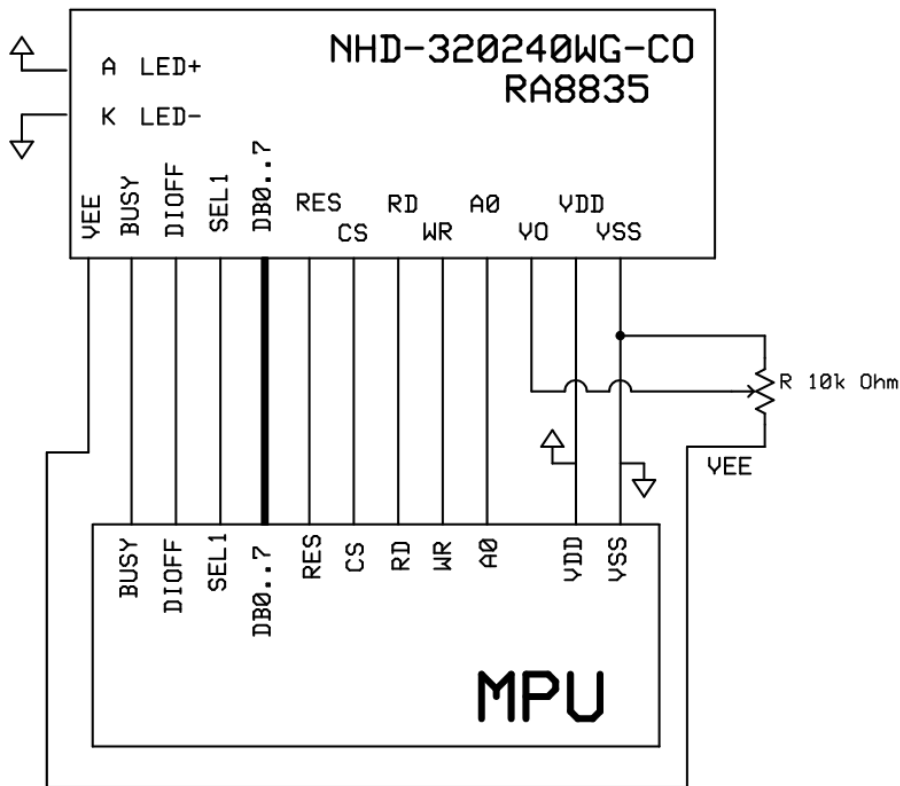 NHD-320240WG-CO
RA8835
A LED+
K LED-
VEE
BUSY
DIOFF
SEL1
DB0..7
RES
CS
RD
WR
A0
VO
VDD
VSS
R 10k Ohm
VEE
BUSY
DIOFF
SEL1
DB0..7
RES
CS
RD
WR
A0
VDD
VSS
MPU